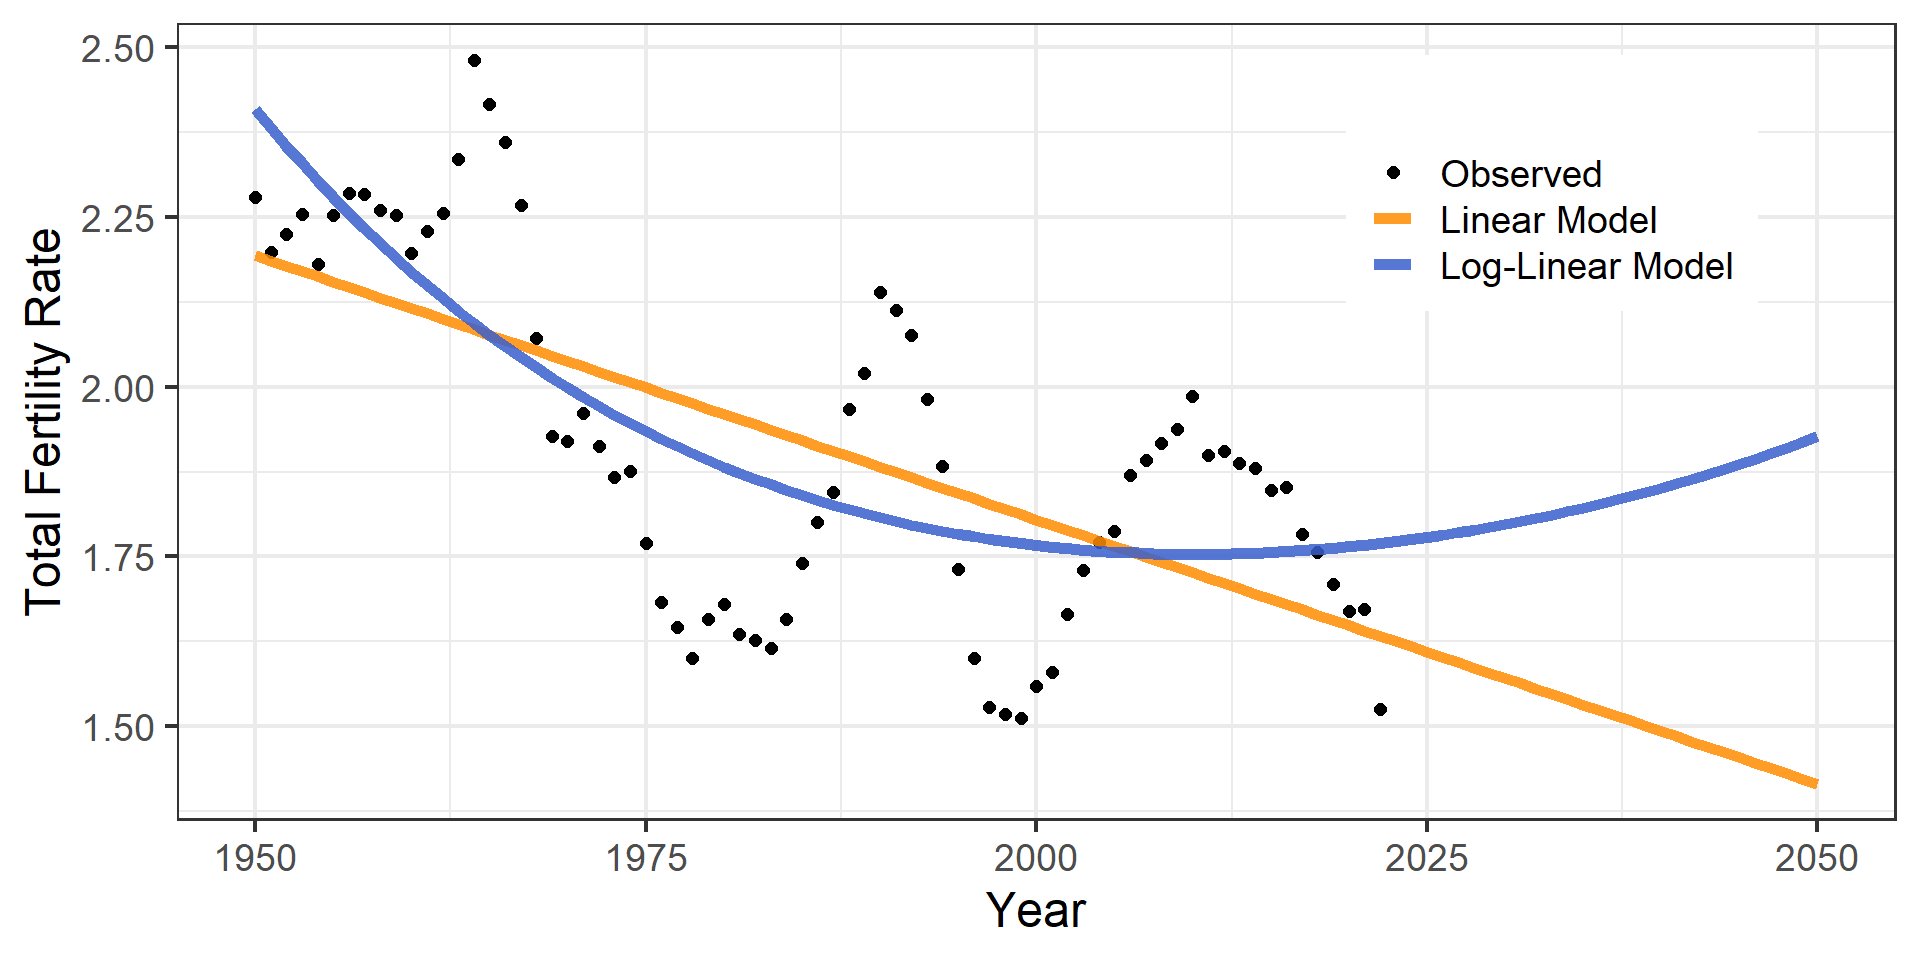 2.50
2.25
2.00
1.75
1.50
Total Fertility Rate
Observed
Linear Model
Log-Linear Model
1950
1975
2000
2025
2050
Year